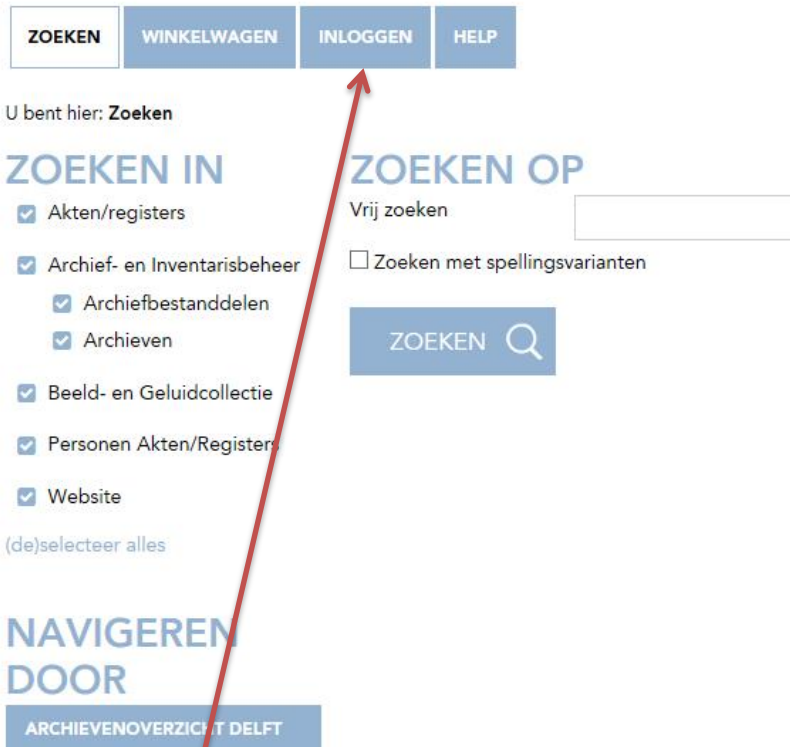 ZOEKEN WINKELWAGEN INLOGGEN HELP
U bent hier: Zoeken
ZOEKEN IN
Akten/registers
Archief- en Inventarisbeheer
Archiefbestanddelen
Archieven
Beeld- en Geluidcollectie
Personen Akten/Registers
Website
(de)selecteer alles
ZOEKEN OP
Vrij zoeken
Zoeken met spellingsvarianten
ZOEKEN
NAVIGEREN
DOOR
ARCHIEVENOVERZICHT DELFT